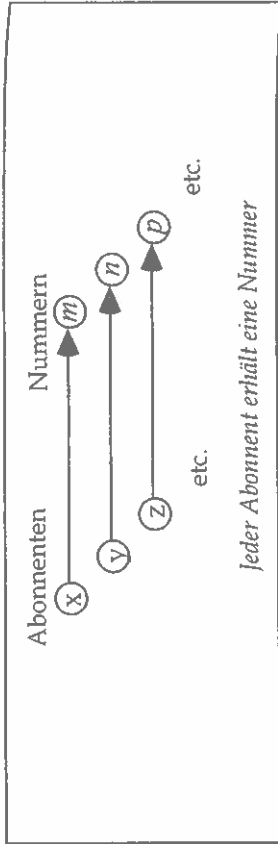 Abonnenten Nummern
x m
y n
z p
etc. etc.
Jeder Abonnent erhält eine Nummer